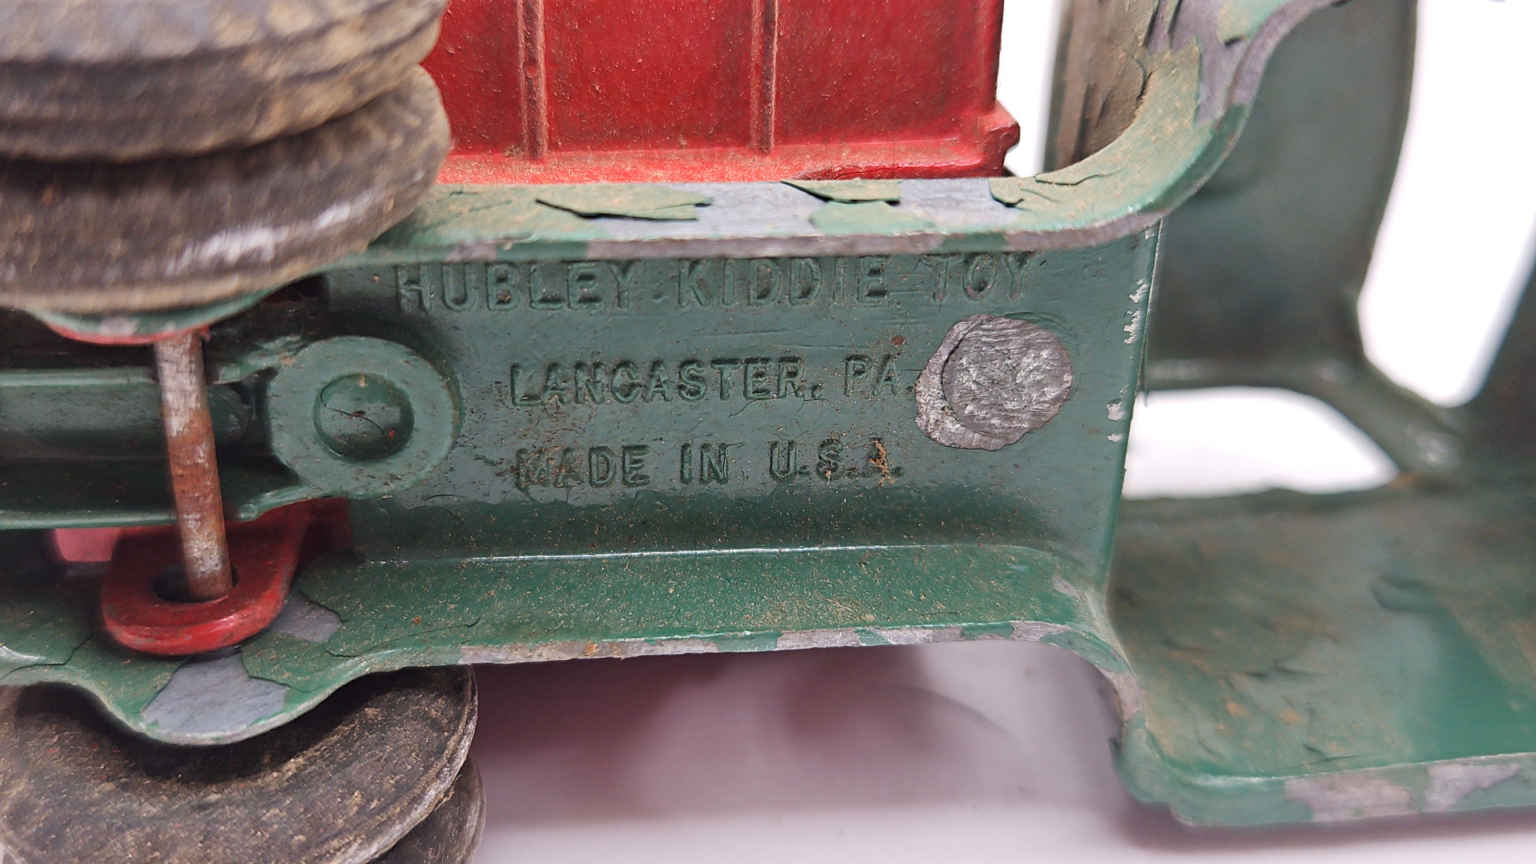 HUBLEY KIDDIE TOY
LANCASTER, PA.
MADE IN U.S.A.